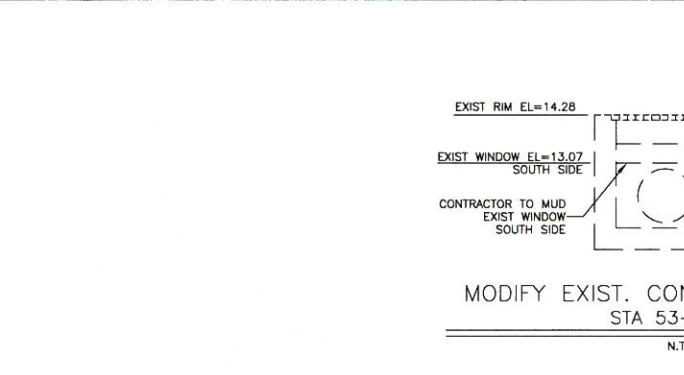 EXIST RIM EL=14.28
EXIST WINDOW EL=13.07
SOUTH SIDE
CONTRACTOR TO MUD
EXIST WINDOW
SOUTH SIDE
MODIFY EXIST. CON
STA 53-
N.T